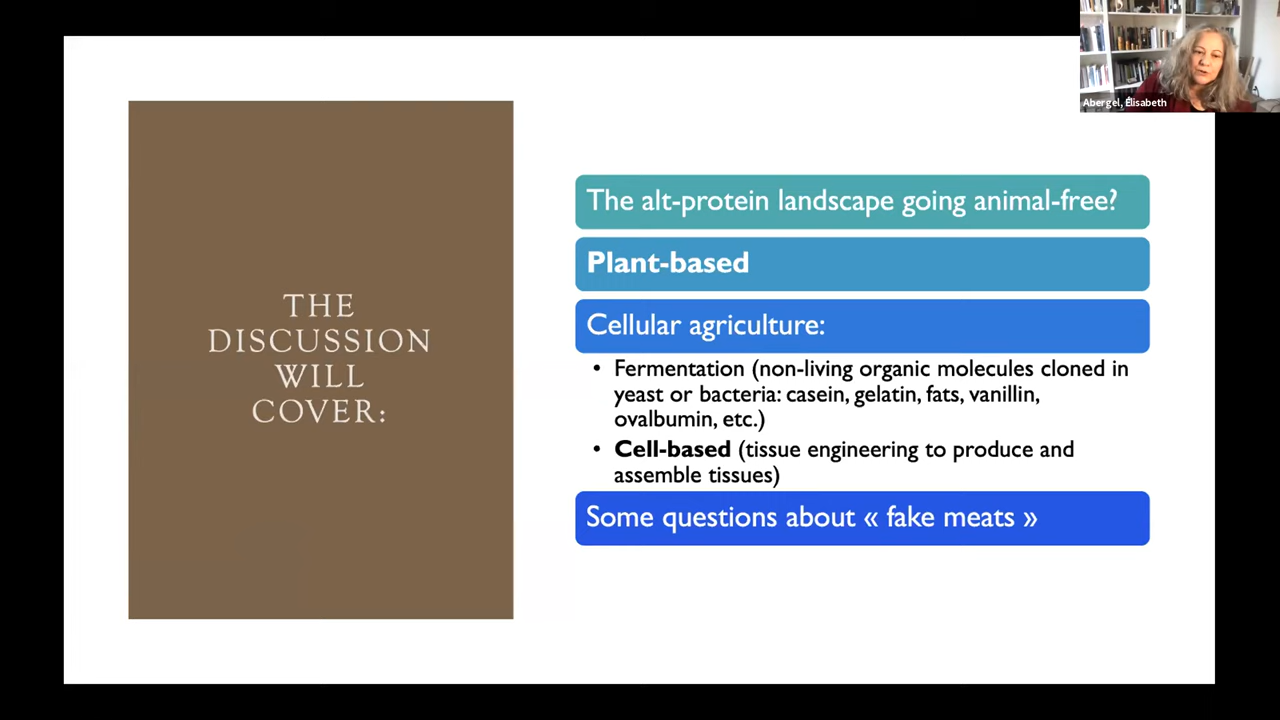 Abergel, Élisabeth
THE
DISCUSSION
WILL
COVER:
The alt-protein landscape going animal-free?
Plant-based
Cellular agriculture:
• Fermentation (non-living organic molecules cloned in
yeast or bacteria: casein, gelatin, fats, vanillin,
ovalbumin, etc.)
• Cell-based (tissue engineering to produce and
assemble tissues)
Some questions about « fake meats »